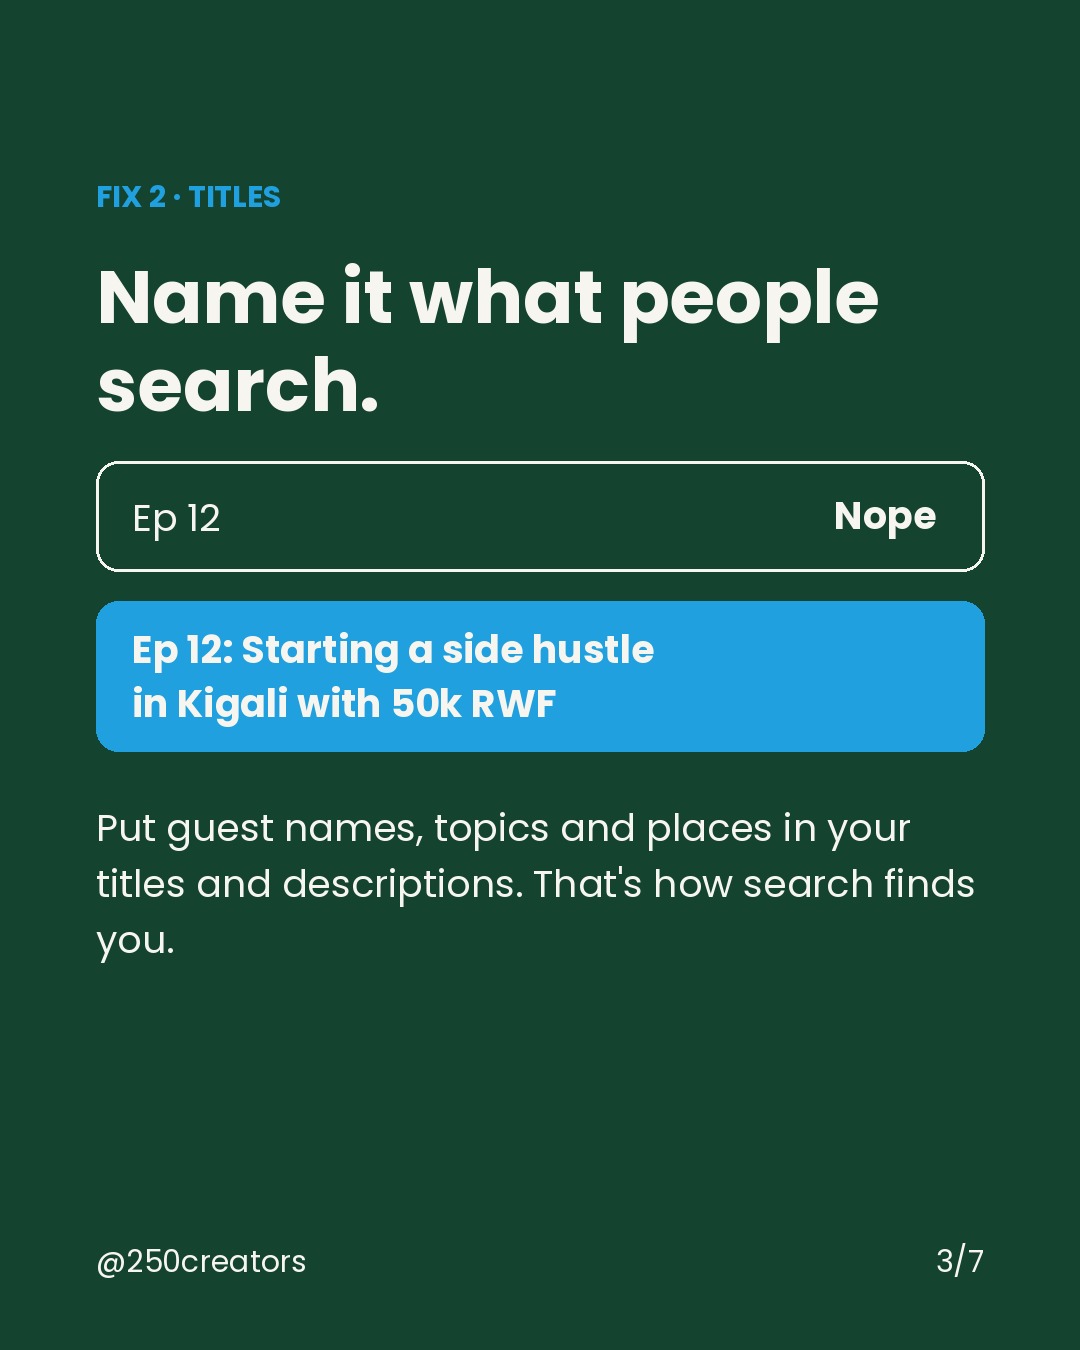 FIX 2 · TITLES
Name it what people
search.
Ep 12
Nope
Ep 12: Starting a side hustle
in Kigali with 50k RWF
Put guest names, topics and places in your
titles and descriptions. That's how search finds
you.
@250creators
3/7